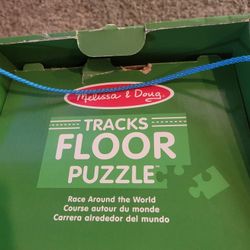 Melissa & Doug
TRACKS
FLOOR
PUZZLE
Race Around the World
Course autour du monde
Carrera alrededor del mundo